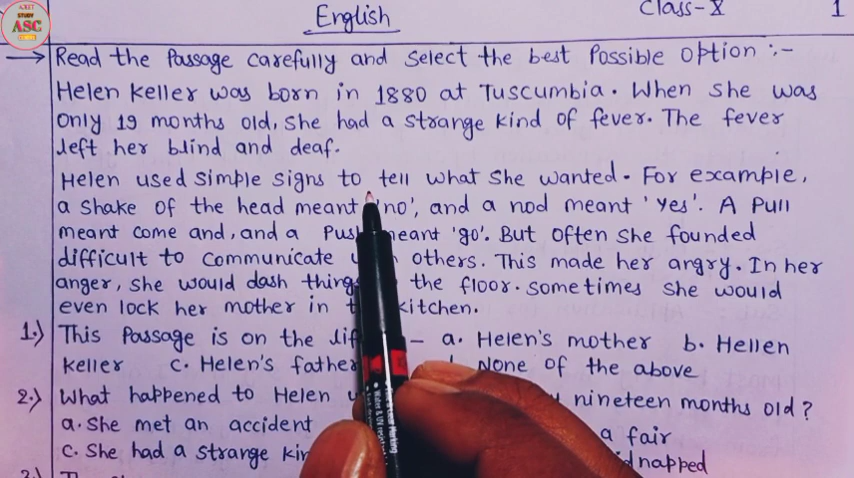 AJIT
STUDY
ASC
English
Class-X
1
→ Read the Passage carefully and Select the best Possible option :-
Helen Keller was born in 1880 at Tuscumbia. When she was
only 19 months old, She had a strange kind of fever. The fever
left her blind and deaf.
Helen used simple signs to tell what she wanted. For example,
a shake of the head meant 'no', and a nod meant 'yes'. A Pull
meant come and, and a meant 'go'. But often she founded
difficult to communicate others. This made her angry. In her
anger, she would dash the floor. sometimes she would
even lock her mother in kitchen.
1.) This Passage is on the – a. Helen's mother b. Hellen
Keller c. Helen's father None of the above
2.) What happened to Helen nineteen months old?
a. She met an accident a fair
c. She had a strange